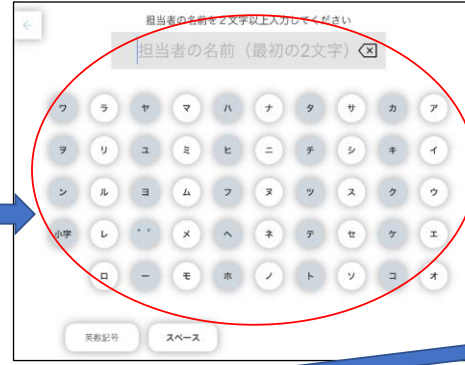 担当者の名前を2文字以上入力してください
担当者の名前（最初の2文字）
ワ ラ ヤ マ ハ ナ タ サ カ ア
ヲ リ ユ ミ ヒ ニ チ シ キ イ
ン ル ヨ ム フ ヌ ツ ス ク ウ
小字 レ ゛゜ メ ヘ ネ テ セ ケ エ
ロ ー モ ホ ノ ト ソ コ オ
英数記号 スペース